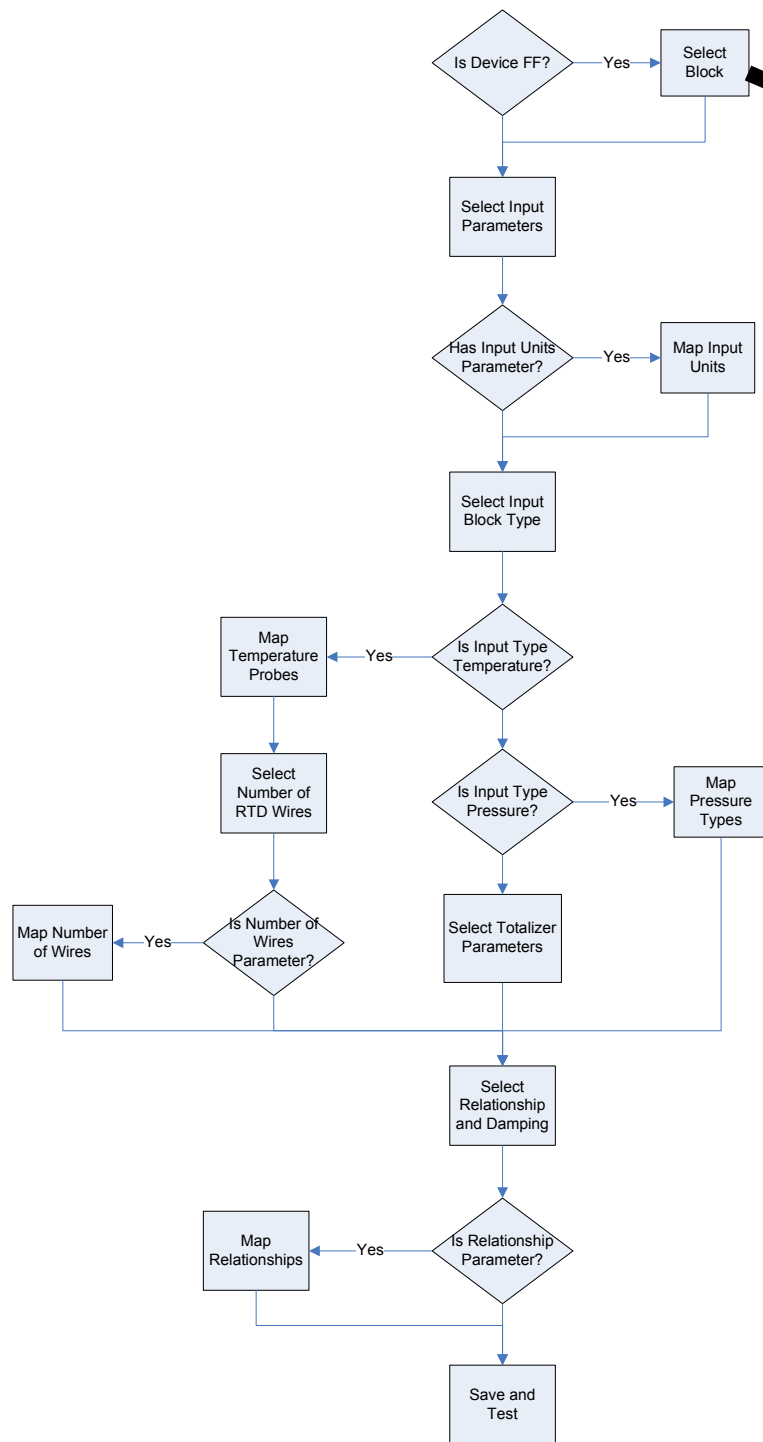 Is Device FF?
Yes
Select
Block
Select Input
Parameters
Has Input Units
Parameter?
Yes
Map Input
Units
Select Input
Block Type
Map
Temperature
Probes
Yes
Is Input Type
Temperature?
Select
Number of
RTD Wires
Is Input Type
Pressure?
Yes
Map
Pressure
Types
Map Number
of Wires
Yes
Is Number of
Wires
Parameter?
Select Totalizer
Parameters
Select
Relationship
and Damping
Map
Relationships
Yes
Is Relationship
Parameter?
Save and
Test